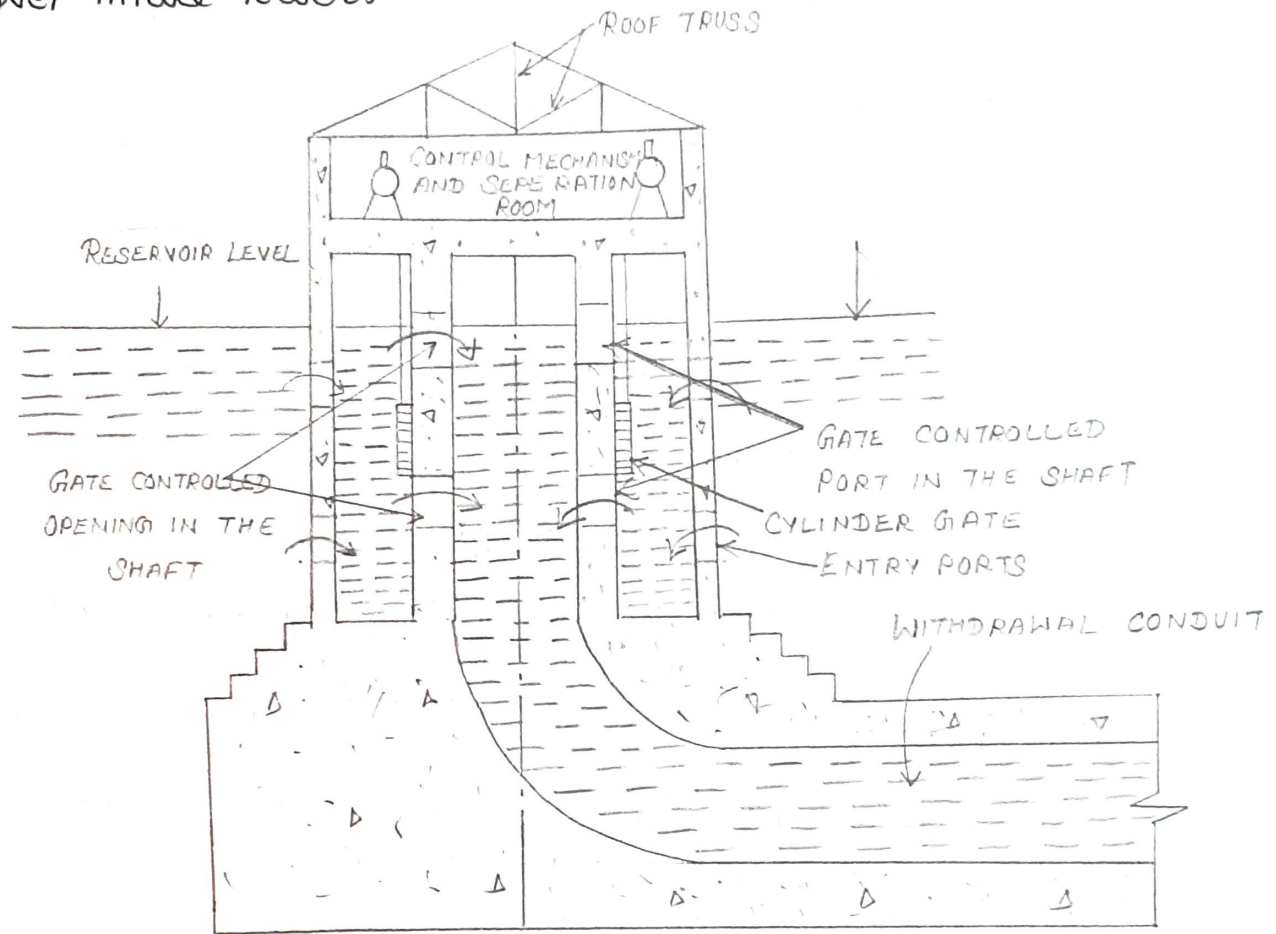 ROOF TRUSS
CONTROL MECHANISM
AND SEPERATION
ROOM
RESERVOIR LEVEL
GATE CONTROLLED
OPENING IN THE
SHAFT
GATE CONTROLLED
PORT IN THE SHAFT
CYLINDER GATE
ENTRY PORTS
WITHDRAWAL CONDUIT